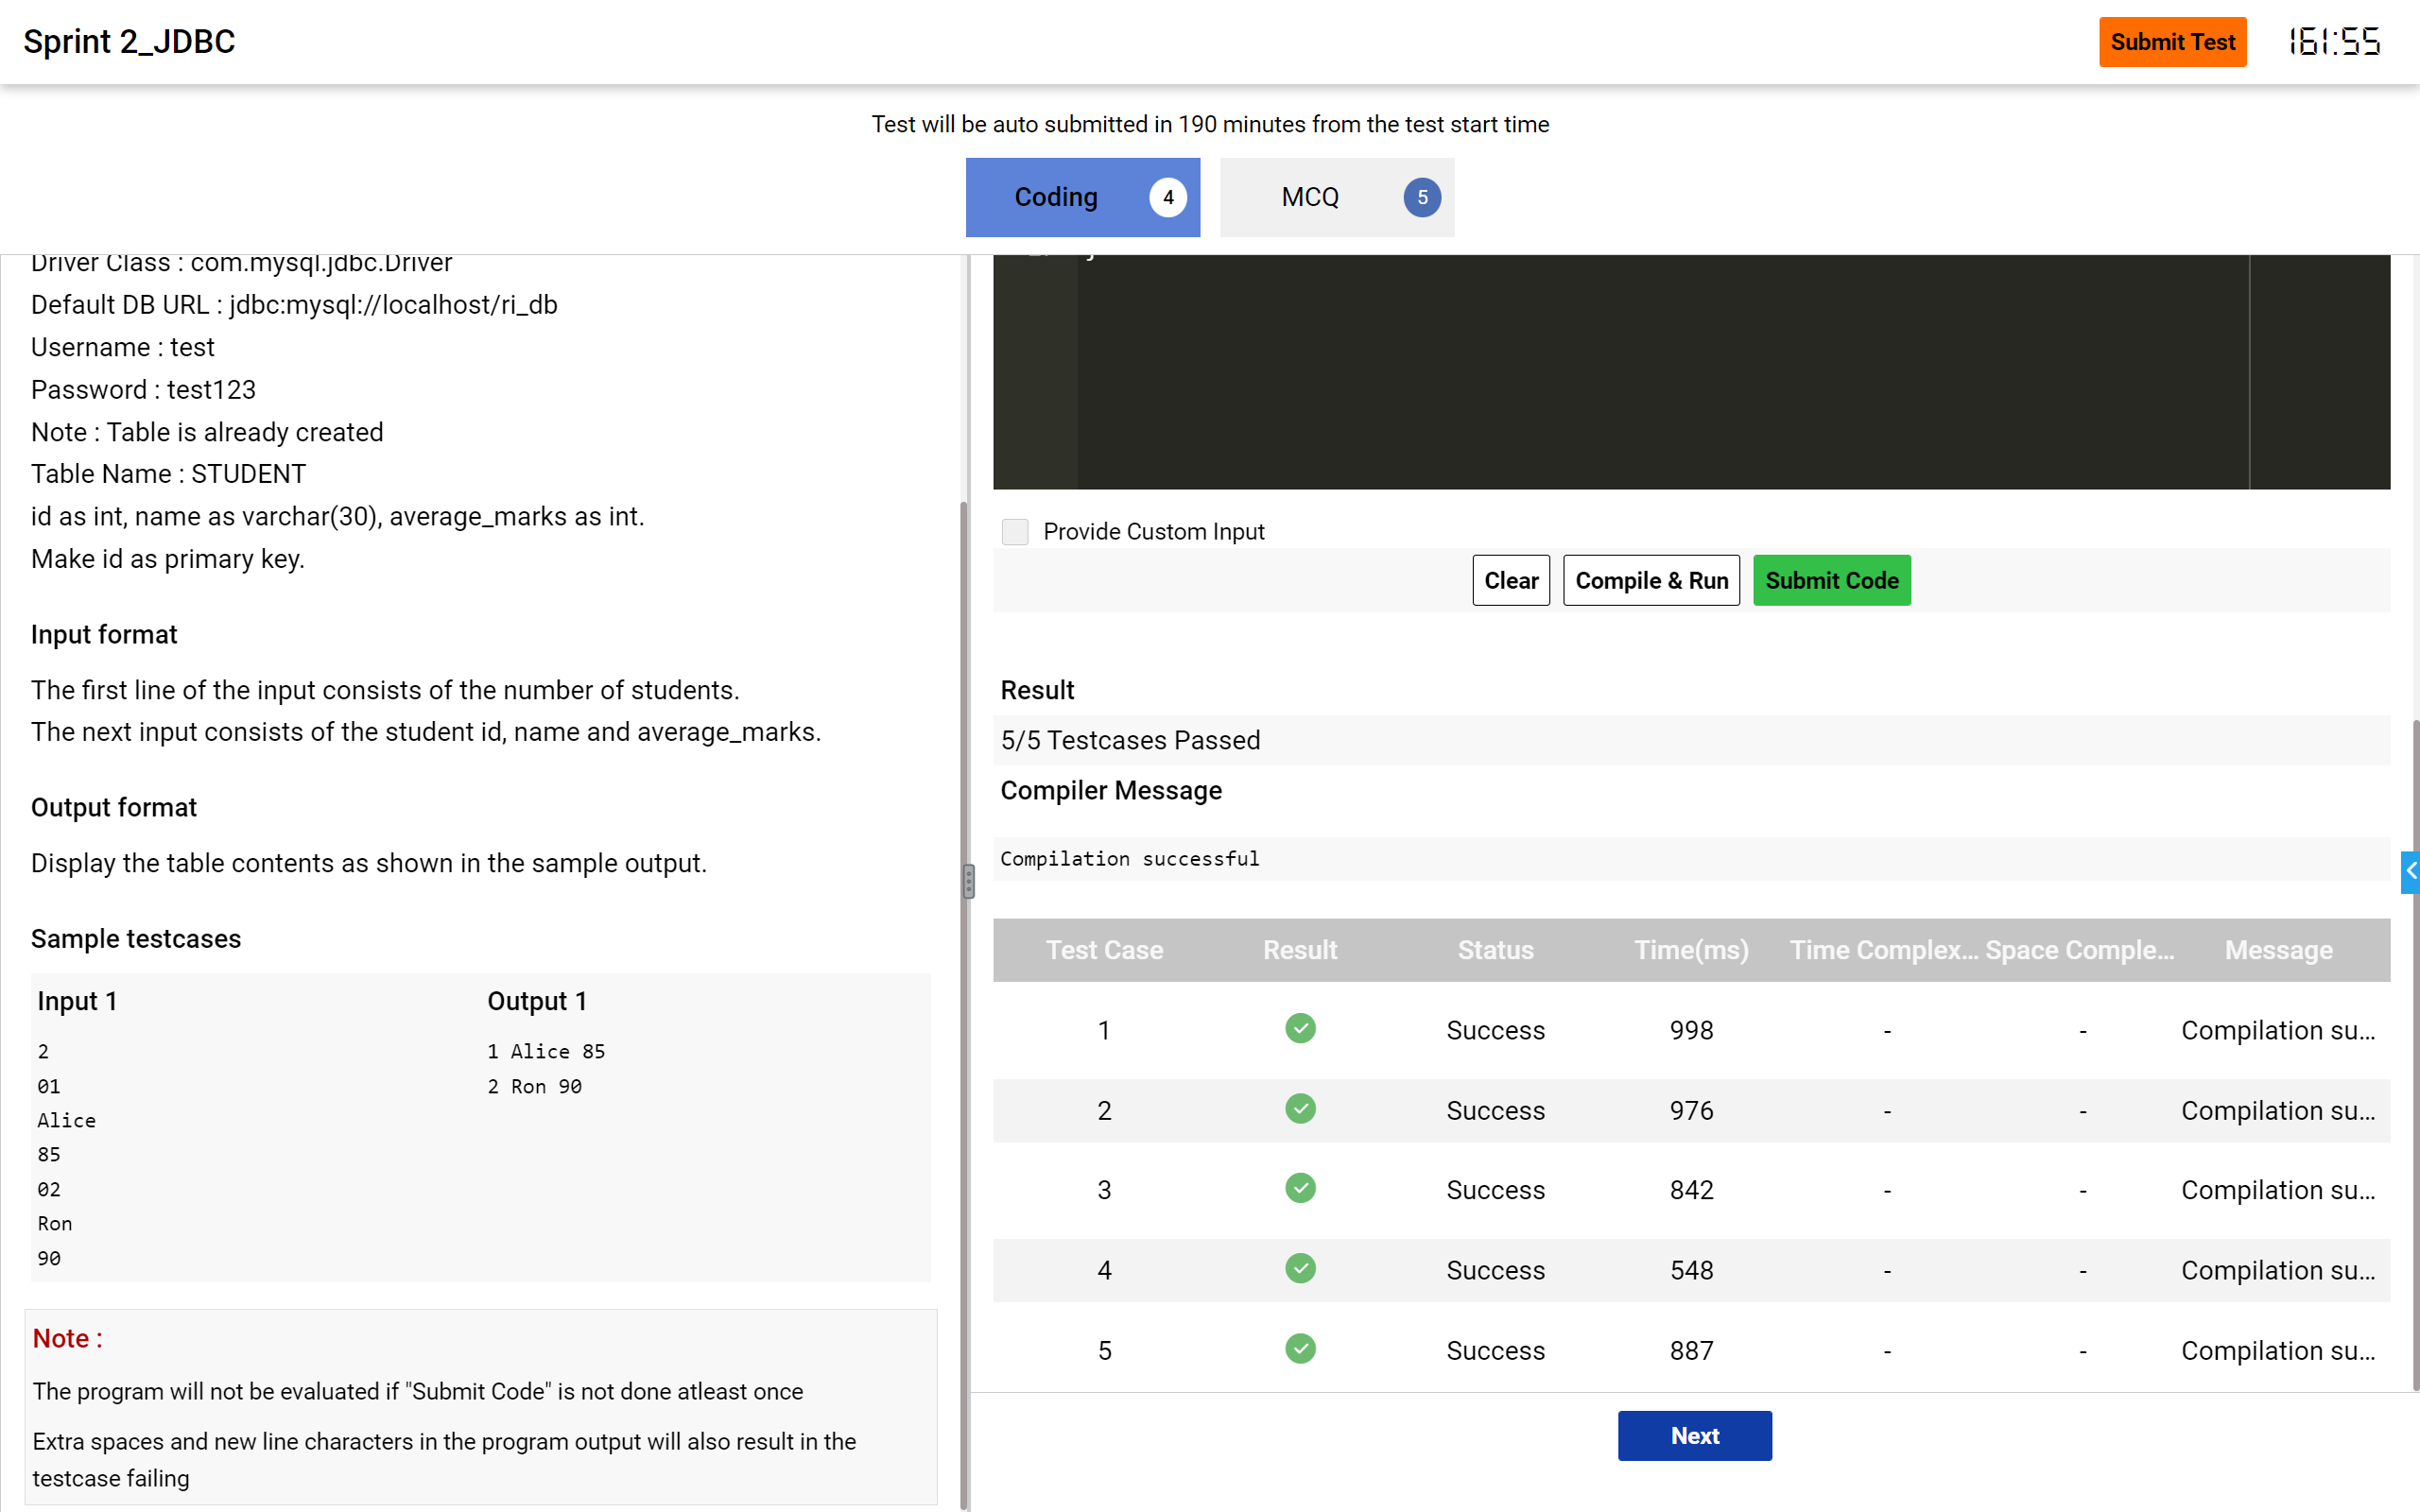 Sprint 2_JDBC
Submit Test
161:55
Test will be auto submitted in 190 minutes from the test start time
Coding 4
MCQ 5
Driver Class : com.mysql.jdbc.Driver
Default DB URL : jdbc:mysql://localhost/ri_db
Username : test
Password : test123
Note : Table is already created
Table Name : STUDENT
id as int, name as varchar(30), average_marks as int.
Make id as primary key.
Input format
The first line of the input consists of the number of students.
The next input consists of the student id, name and average_marks.
Output format
Display the table contents as shown in the sample output.
Sample testcases
Input 1
2
01
Alice
85
02
Ron
90
Output 1
1 Alice 85
2 Ron 90
Note :
The program will not be evaluated if "Submit Code" is not done atleast once
Extra spaces and new line characters in the program output will also result in the
testcase failing
Provide Custom Input
Clear
Compile & Run
Submit Code
Result
5/5 Testcases Passed
Compiler Message
Compilation successful
Test Case Result Status Time(ms) Time Complex... Space Comple... Message
1 Success 998 - - Compilation su...
2 Success 976 - - Compilation su...
3 Success 842 - - Compilation su...
4 Success 548 - - Compilation su...
5 Success 887 - - Compilation su...
Next